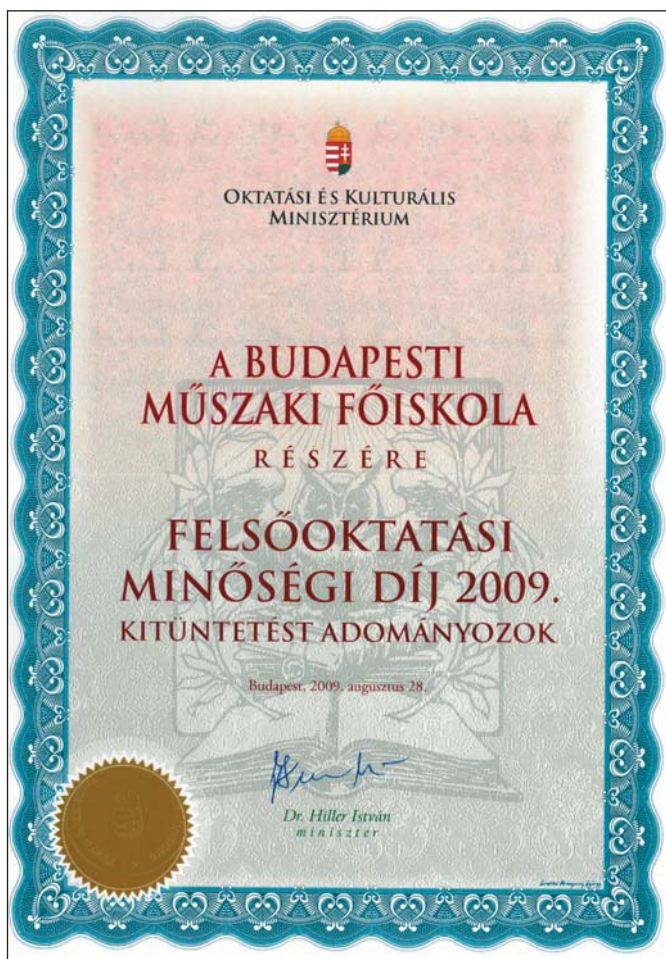 OKTATÁSI ÉS KULTURÁLIS
MINISZTÉRIUM
A BUDAPESTI
MŰSZAKI FŐISKOLA
RÉSZÉRE
FELSŐOKTATÁSI
MINŐSÉGI DÍJ 2009.
KITÜNTETÉST ADOMÁNYOZOK
Budapest, 2009. augusztus 28.
Dr. Hiller István
miniszter